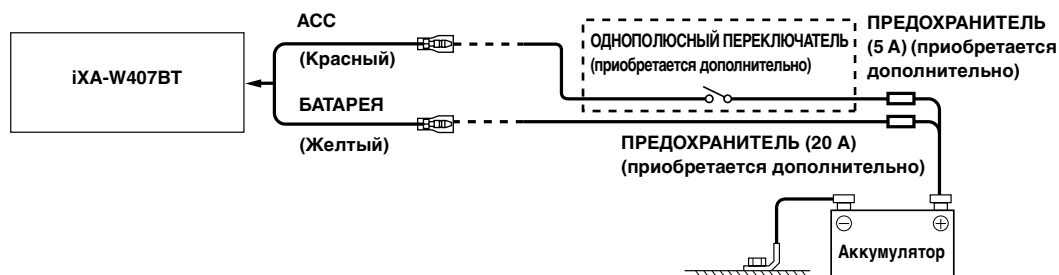 ACC
(Красный)
iXA-W407BT
БАТАРЕЯ
(Желтый)
ОДНОПОЛЮСНЫЙ ПЕРЕКЛЮЧАТЕЛЬ
(приобретается дополнительно)
ПРЕДОХРАНИТЕЛЬ
(5 А) (приобретается
дополнительно)
ПРЕДОХРАНИТЕЛЬ (20 А)
(приобретается дополнительно)
Аккумулятор